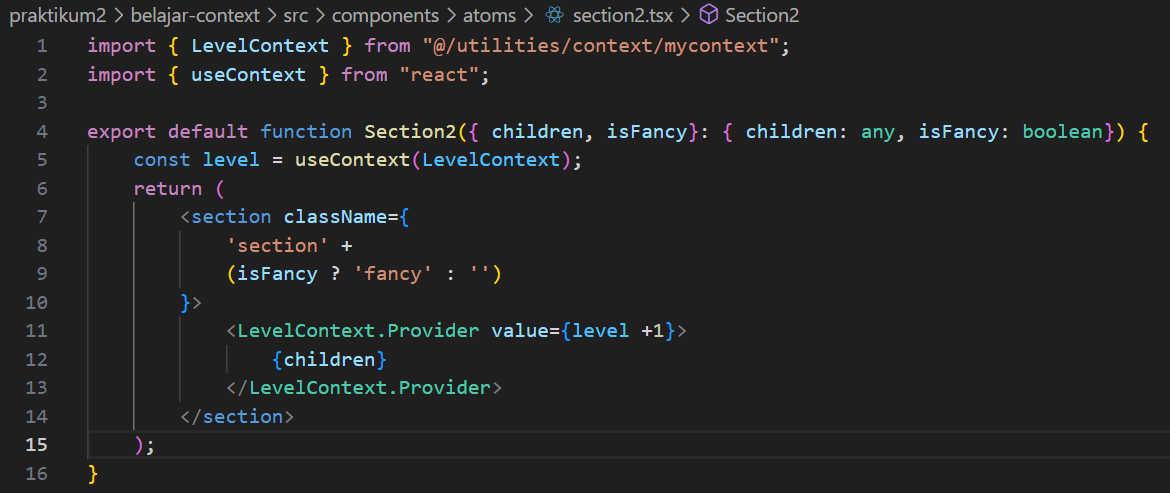 praktikum2 > belajar-context > src > components > atoms > section2.tsx > Section2
1 import { LevelContext } from "@/utilities/context/mycontext";
2 import { useContext } from "react";
3
4 export default function Section2({ children, isFancy}: { children: any, isFancy: boolean}) {
5     const level = useContext(LevelContext);
6     return (
7         <section className={
8             'section' +
9             (isFancy ? 'fancy' : '')
10         }>
11             <LevelContext.Provider value={level +1}>
12                 {children}
13             </LevelContext.Provider>
14         </section>
15     );
16 }